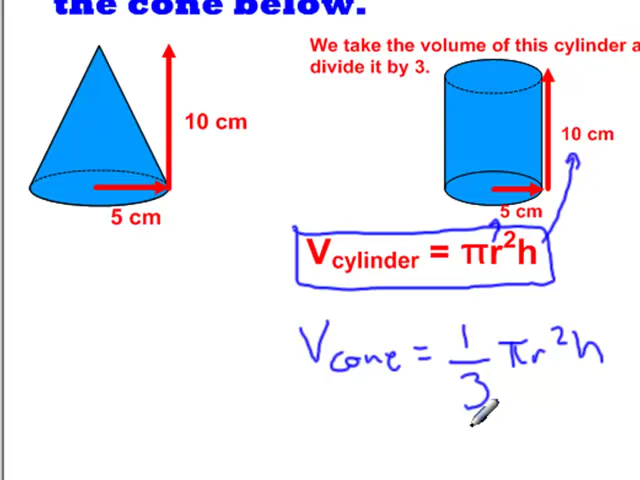 the cone below.
We take the volume of this cylinder a
divide it by 3.
10 cm
5 cm
10 cm
5 cm
Vcylinder = πr²h
Vcone = 1/3 πr²h